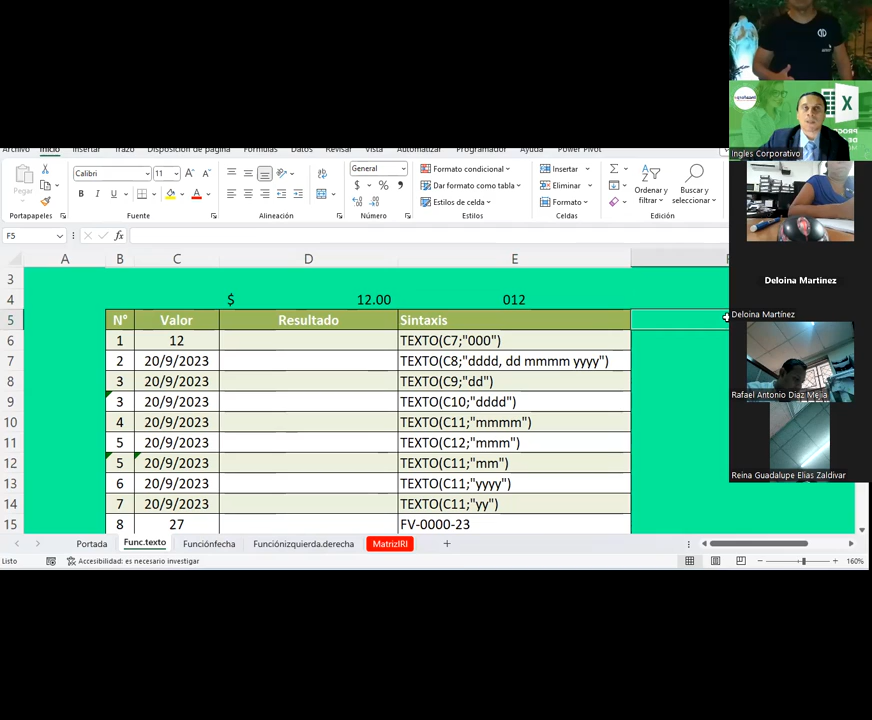 Archivo Inicio Insertar Disposición de página Fórmulas Datos Revisar Vista Automatizar Programador Ayuda Power Pivot
Pegar
Calibri 11 A A
N K S A
General
$ % 9
Formato condicional
Dar formato como tabla
Estilos de celda
Insertar
Eliminar
Formato
Ordenar y filtrar
Buscar y seleccionar
Portapapeles Fuente Alineación Número Estilos Celdas Edición
F5 fx
A B C D E
3
4 $ 12.00 012
5 N° Valor Resultado Sintaxis
6 1 12 TEXTO(C7;"000")
7 2 20/9/2023 TEXTO(C8;"dddd, dd mmmm yyyy")
8 3 20/9/2023 TEXTO(C9;"dd")
9 3 20/9/2023 TEXTO(C10;"dddd")
10 4 20/9/2023 TEXTO(C11;"mmmm")
11 5 20/9/2023 TEXTO(C12;"mmm")
12 5 20/9/2023 TEXTO(C11;"mm")
13 6 20/9/2023 TEXTO(C11;"yyyy")
14 7 20/9/2023 TEXTO(C11;"yy")
15 8 27 FV-0000-23
Portada Func.texto Funciónfecha Funciónizquierda.derecha MatrizIRI
Listo Accesibilidad: es necesario investigar 160%
Ingles Corporativo
Deloina Martinez
Deloina Martínez
Rafael Antonio Diaz Mejia
Reina Guadalupe Elias Zaldivar